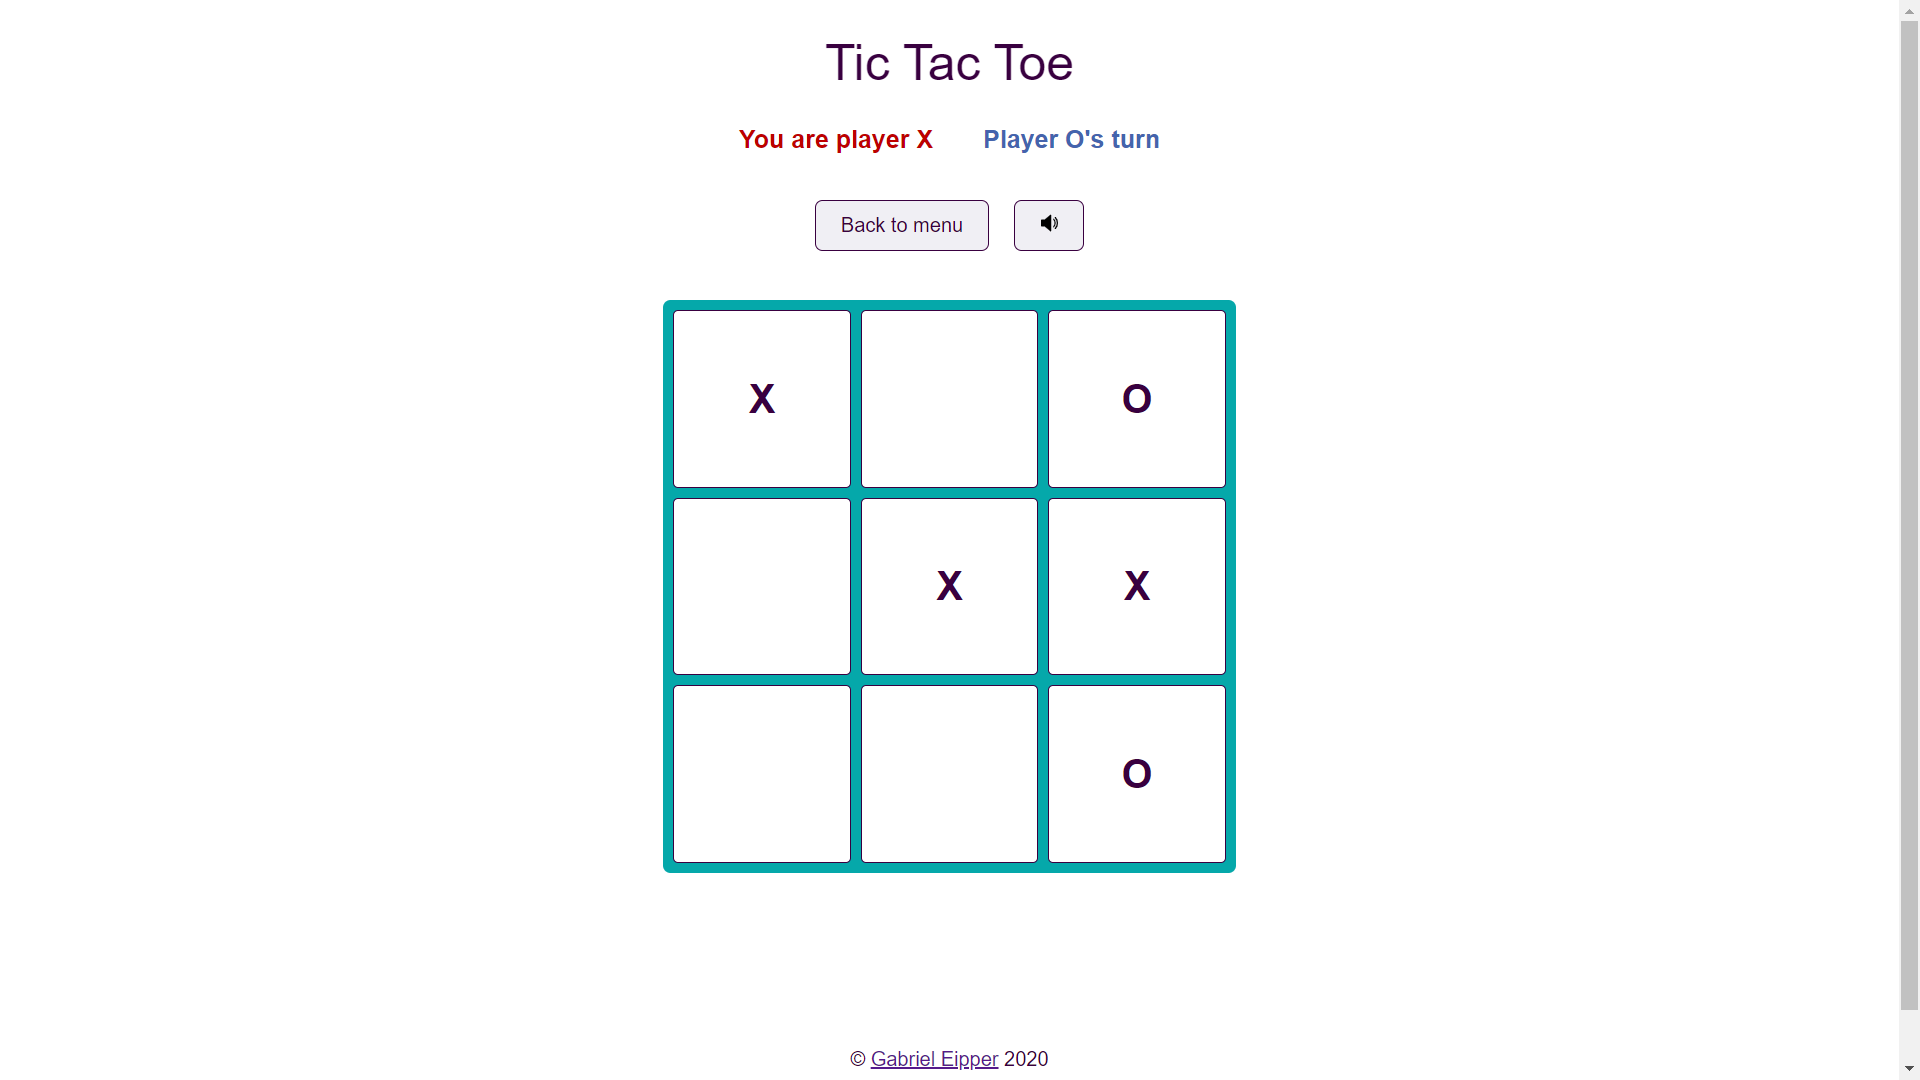 Tic Tac Toe
You are player X Player O's turn
Back to menu
X O
X X
O
© Gabriel Eipper 2020